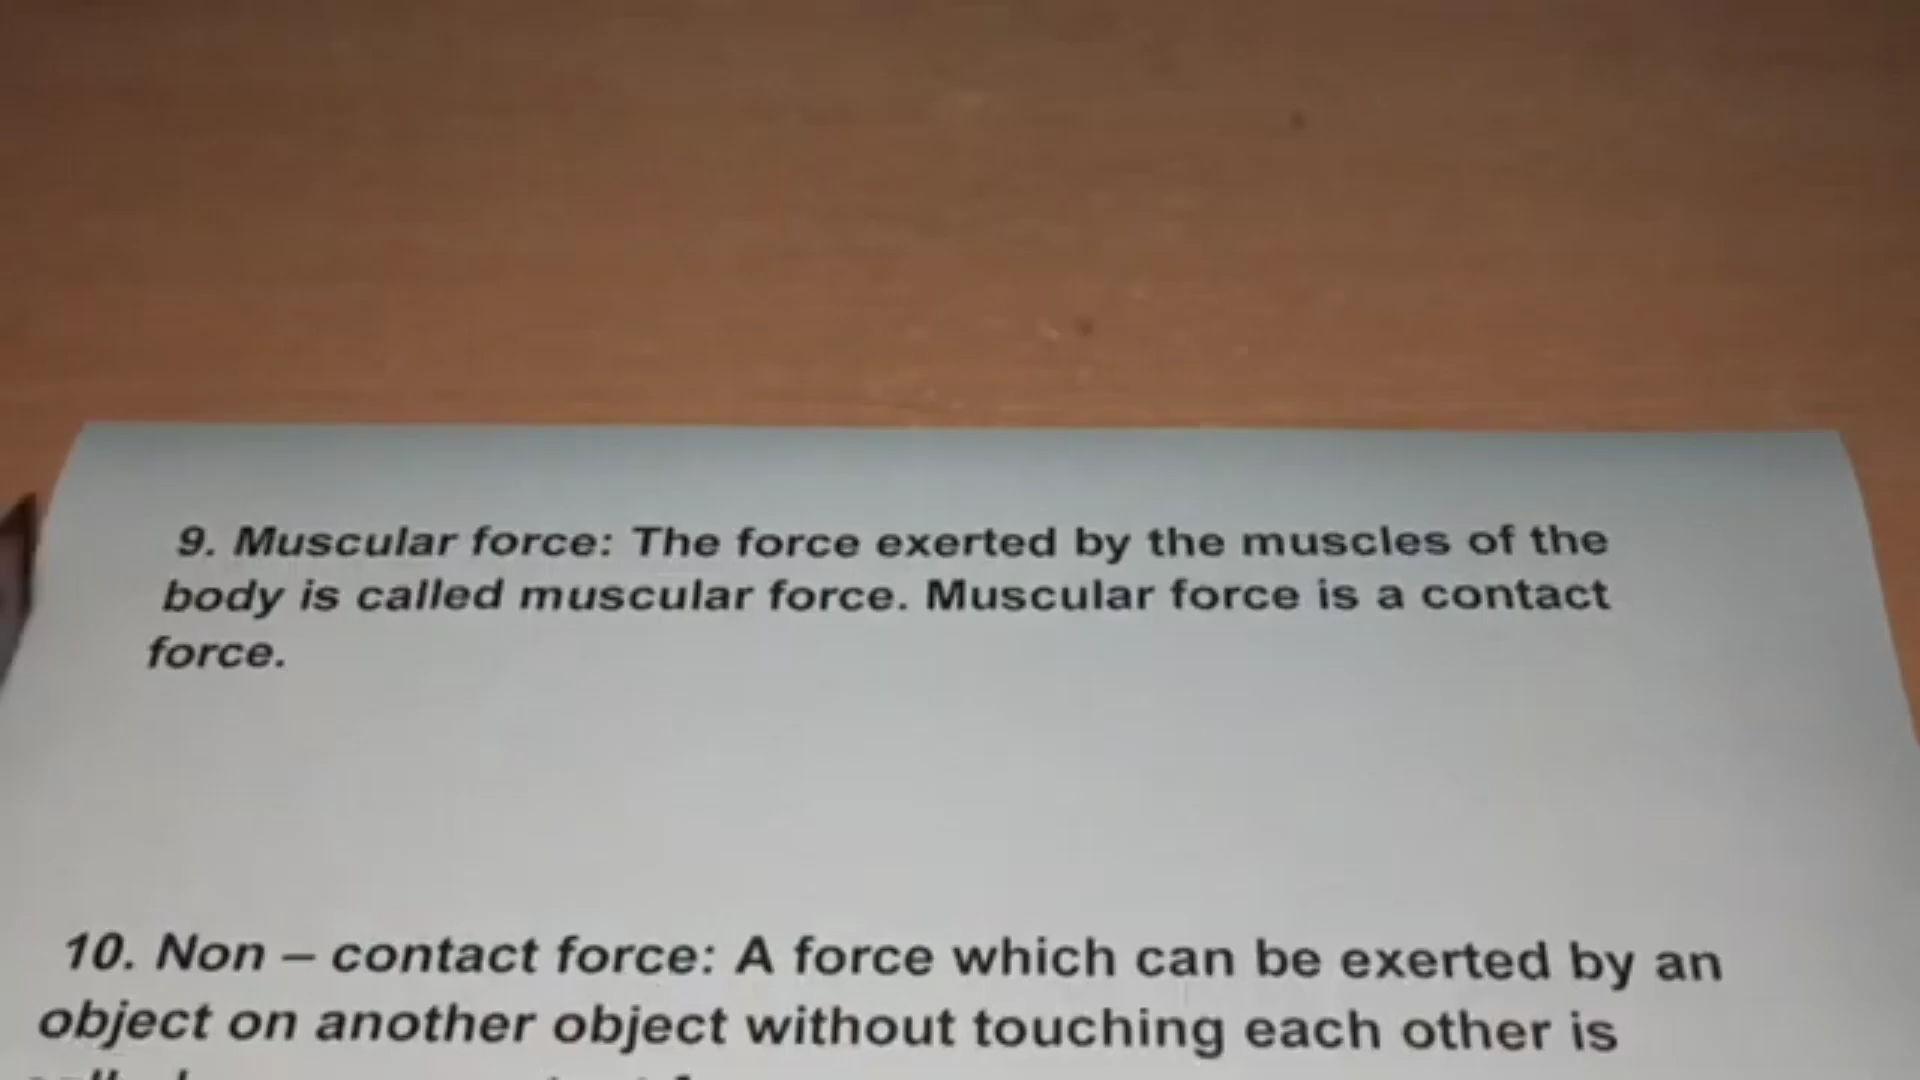 9. Muscular force: The force exerted by the muscles of the
body is called muscular force. Muscular force is a contact
force.
10. Non – contact force: A force which can be exerted by an
object on another object without touching each other is